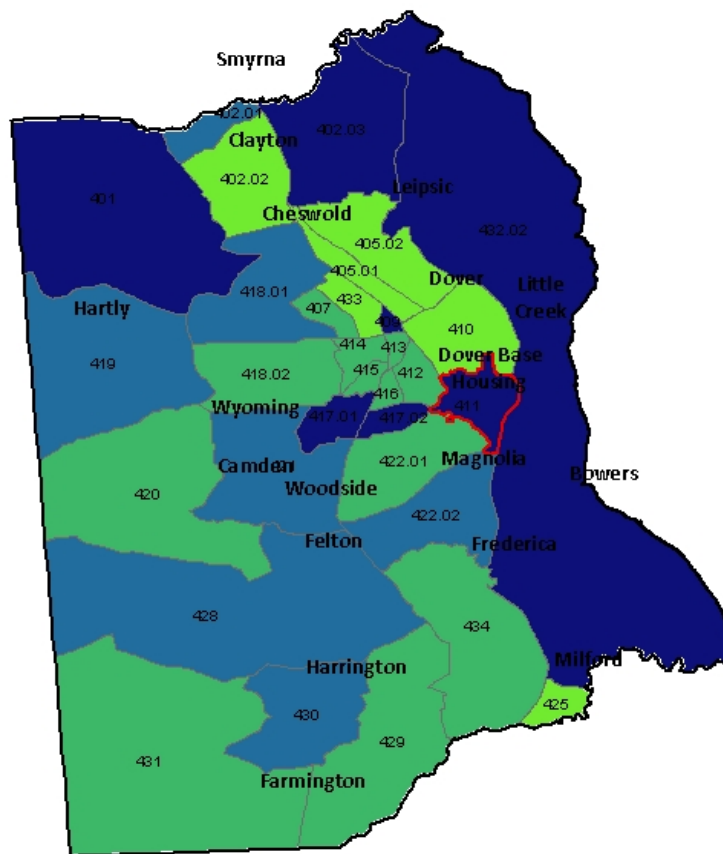 Smyrna
402.01
402.03
Clayton
402.02
401
Leipsic
Cheswold
432.02
405.02
405.01
Dover
Little
Creek
418.01
433
407
Hartly
409
410
414
413
Dover Base
Housing
419
418.02
415
412
416
411
Wyoming
417.01
417.02
Magnolia
422.01
Camden
Woodside
Bowers
420
422.02
Felton
Frederica
428
434
Milford
Harrington
425
430
429
431
Farmington